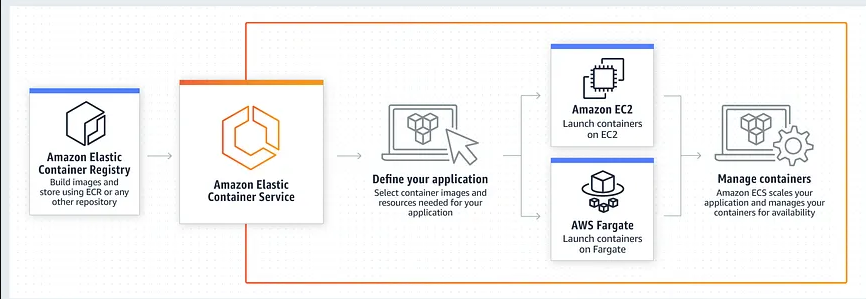 Amazon Elastic
Container Registry
Build images and
store using ECR or any
other repository
Amazon Elastic
Container Service
Define your application
Select container images and
resources needed for your
application
Amazon EC2
Launch containers
on EC2
AWS Fargate
Launch containers
on Fargate
Manage containers
Amazon ECS scales your
application and manages your
containers for availability